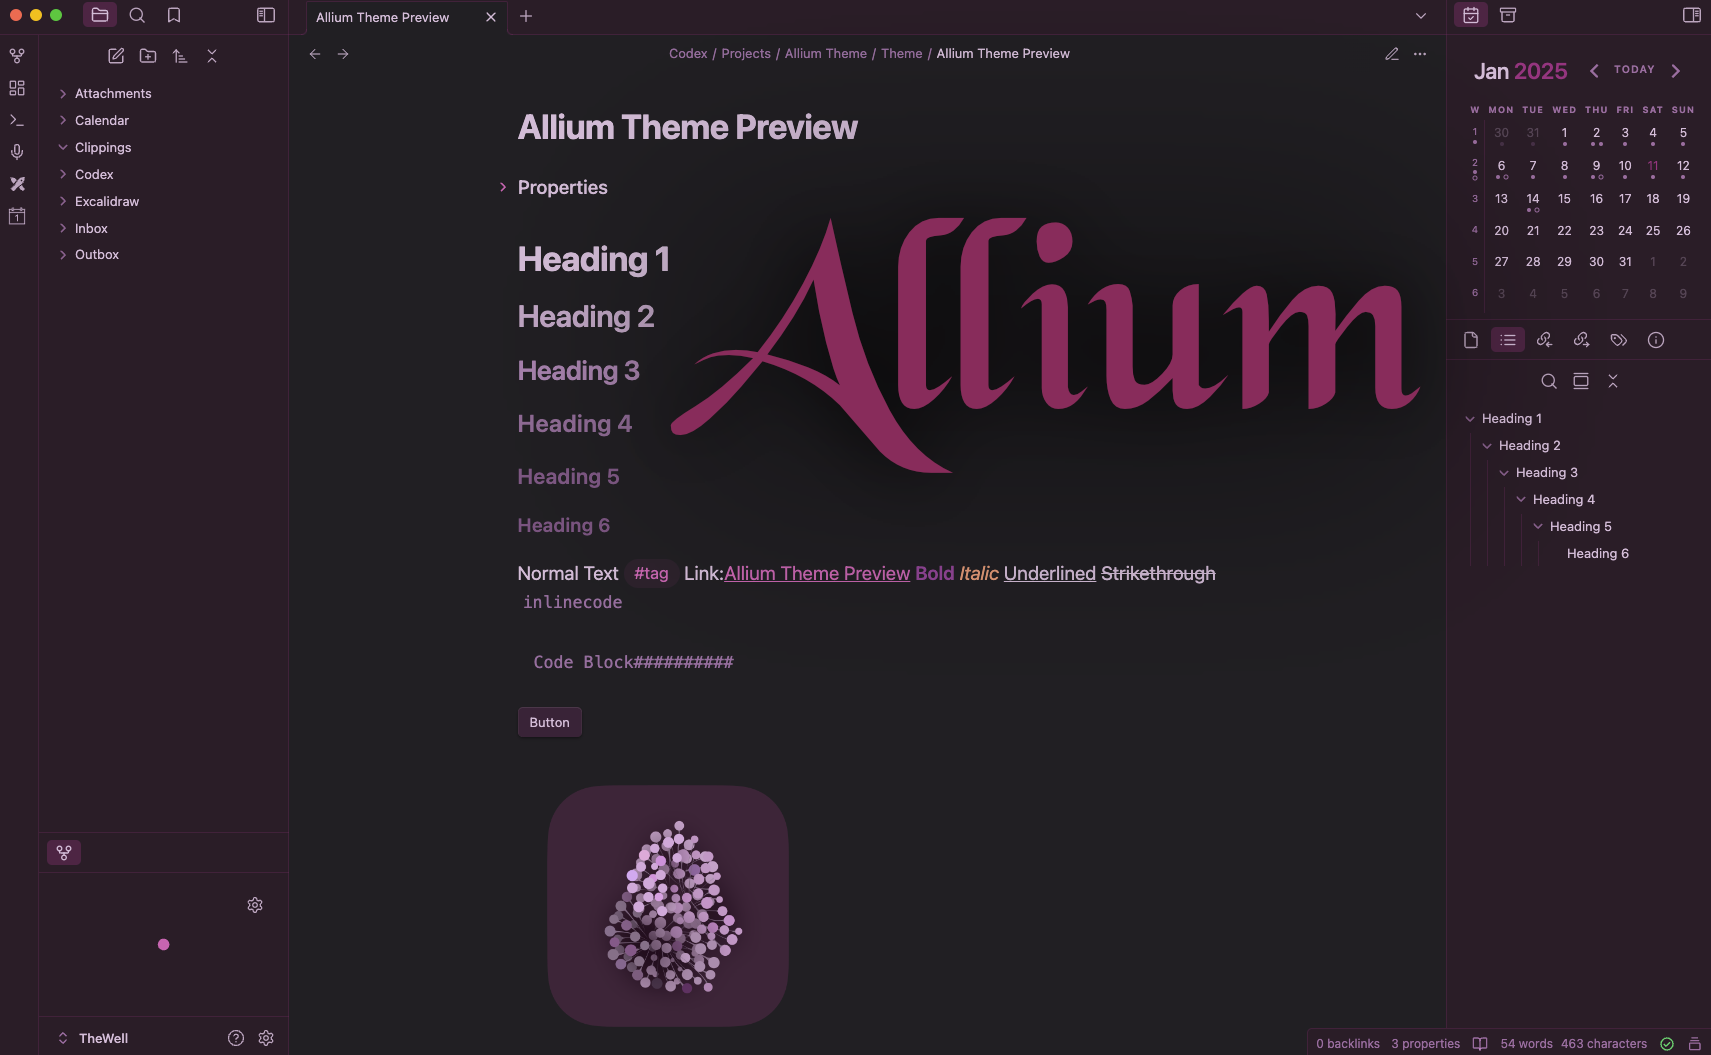 Allium Theme Preview
Codex / Projects / Allium Theme / Theme / Allium Theme Preview
Attachments
Calendar
Clippings
Codex
Excalidraw
Inbox
Outbox
1
TheWell
Allium Theme Preview
Properties
Allium
Heading 1
Heading 2
Heading 3
Heading 4
Heading 5
Heading 6
Normal Text #tag Link:Allium Theme Preview Bold Italic Underlined Strikethrough
inlinecode
Code Block##########
Button
Jan 2025 TODAY
W MON TUE WED THU FRI SAT SUN
1 30 31 1 2 3 4 5
2 6 7 8 9 10 11 12
3 13 14 15 16 17 18 19
4 20 21 22 23 24 25 26
5 27 28 29 30 31 1 2
6 3 4 5 6 7 8 9
Heading 1
Heading 2
Heading 3
Heading 4
Heading 5
Heading 6
0 backlinks 3 properties 54 words 463 characters